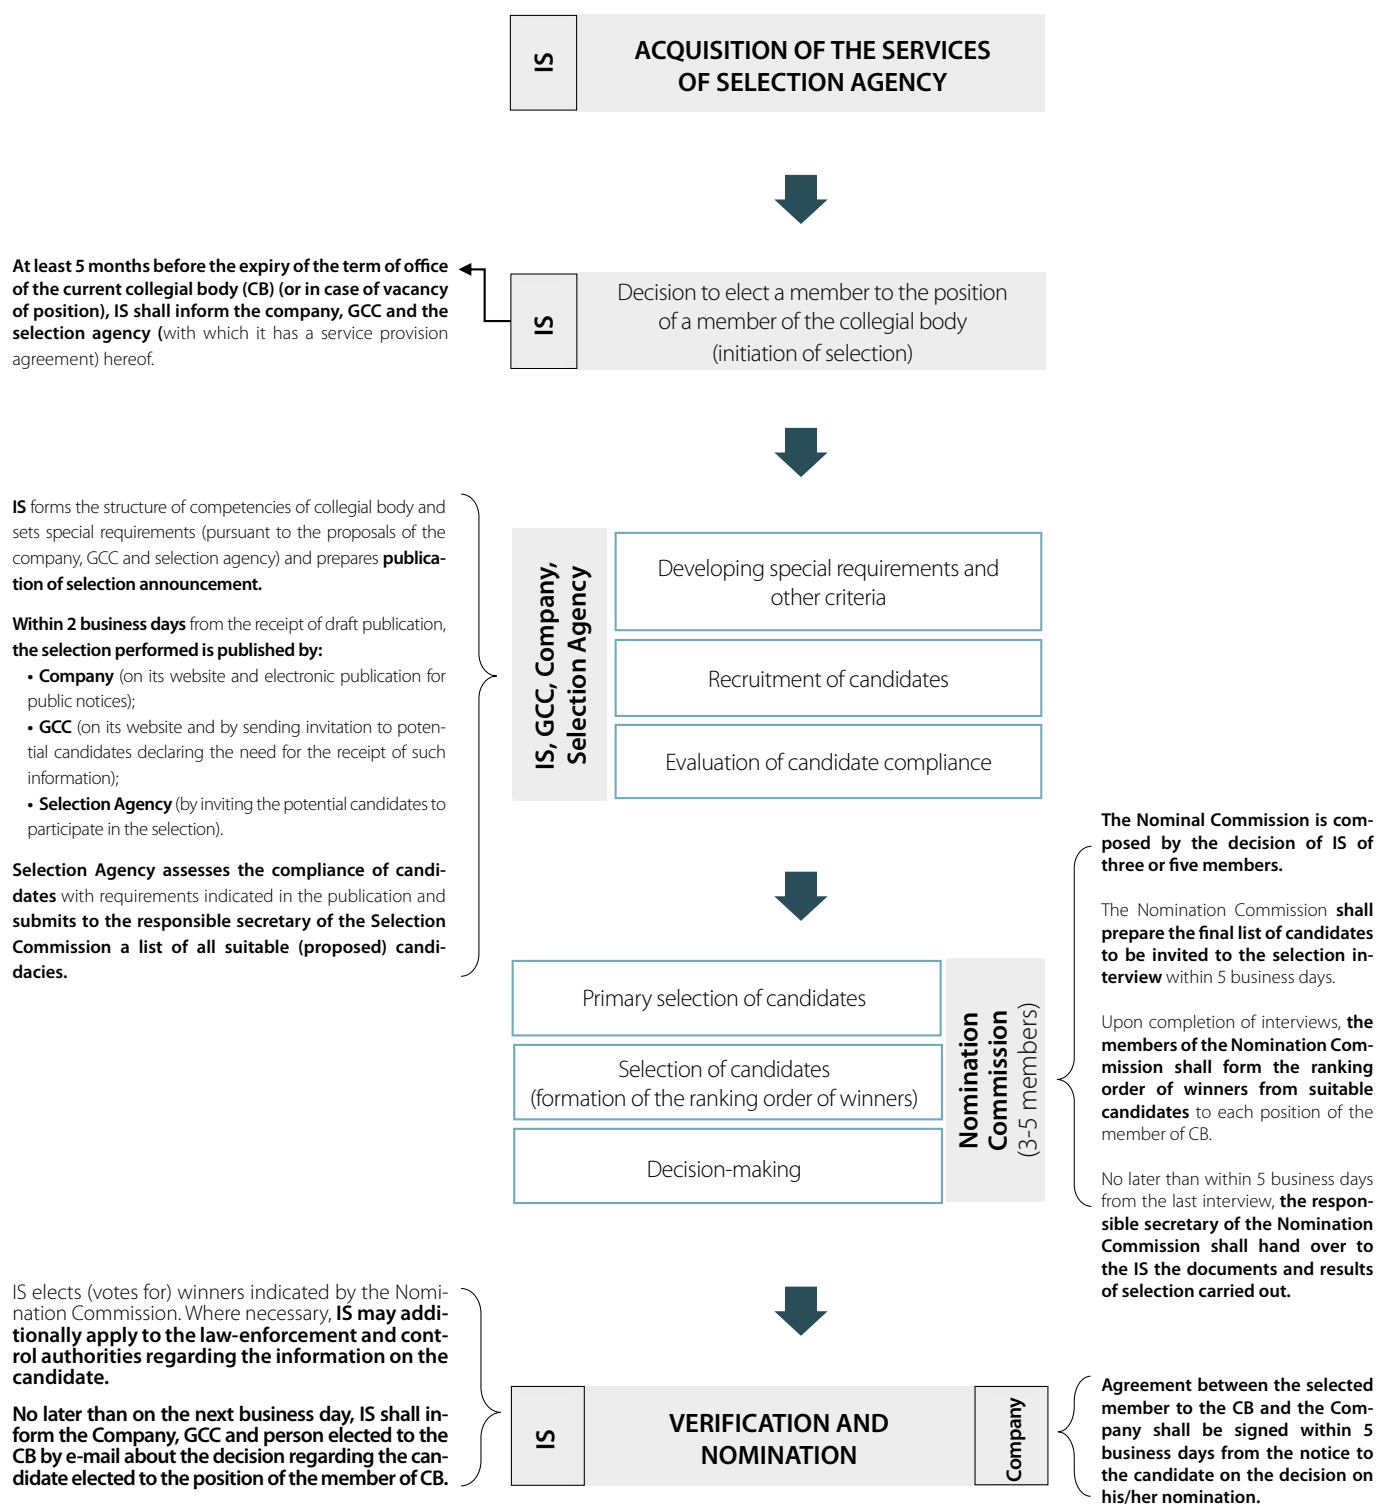 IS
ACQUISITION OF THE SERVICES
OF SELECTION AGENCY
At least 5 months before the expiry of the term of office
of the current collegial body (CB) (or in case of vacancy
of position), IS shall inform the company, GCC and the
selection agency (with which it has a service provision
agreement) hereof.
IS
Decision to elect a member to the position
of a member of the collegial body
(initiation of selection)
IS forms the structure of competencies of collegial body and
sets special requirements (pursuant to the proposals of the
company, GCC and selection agency) and prepares publica-
tion of selection announcement.
Within 2 business days from the receipt of draft publication,
the selection performed is published by:
• Company (on its website and electronic publication for
public notices);
• GCC (on its website and by sending invitation to poten-
tial candidates declaring the need for the receipt of such
information);
• Selection Agency (by inviting the potential candidates to
participate in the selection).
Selection Agency assesses the compliance of candi-
dates with requirements indicated in the publication and
submits to the responsible secretary of the Selection
Commission a list of all suitable (proposed) candi-
dacies.
IS, GCC, Company,
Selection Agency
Developing special requirements and
other criteria
Recruitment of candidates
Evaluation of candidate compliance
Primary selection of candidates
Selection of candidates
(formation of the ranking order of winners)
Decision-making
Nomination
Commission
(3-5 members)
The Nominal Commission is com-
posed by the decision of IS of
three or five members.
The Nomination Commission shall
prepare the final list of candidates
to be invited to the selection in-
terview within 5 business days.
Upon completion of interviews, the
members of the Nomination Com-
mission shall form the ranking
order of winners from suitable
candidates to each position of the
member of CB.
No later than within 5 business days
from the last interview, the respon-
sible secretary of the Nomination
Commission shall hand over to
the IS the documents and results
of selection carried out.
IS elects (votes for) winners indicated by the Nomi-
nation Commission. Where necessary, IS may addi-
tionally apply to the law-enforcement and cont-
rol authorities regarding the information on the
candidate.
No later than on the next business day, IS shall in-
form the Company, GCC and person elected to the
CB by e-mail about the decision regarding the can-
didate elected to the position of the member of CB.
IS
VERIFICATION AND
NOMINATION
Company
Agreement between the selected
member to the CB and the Com-
pany shall be signed within 5
business days from the notice to
the candidate on the decision on
his/her nomination.